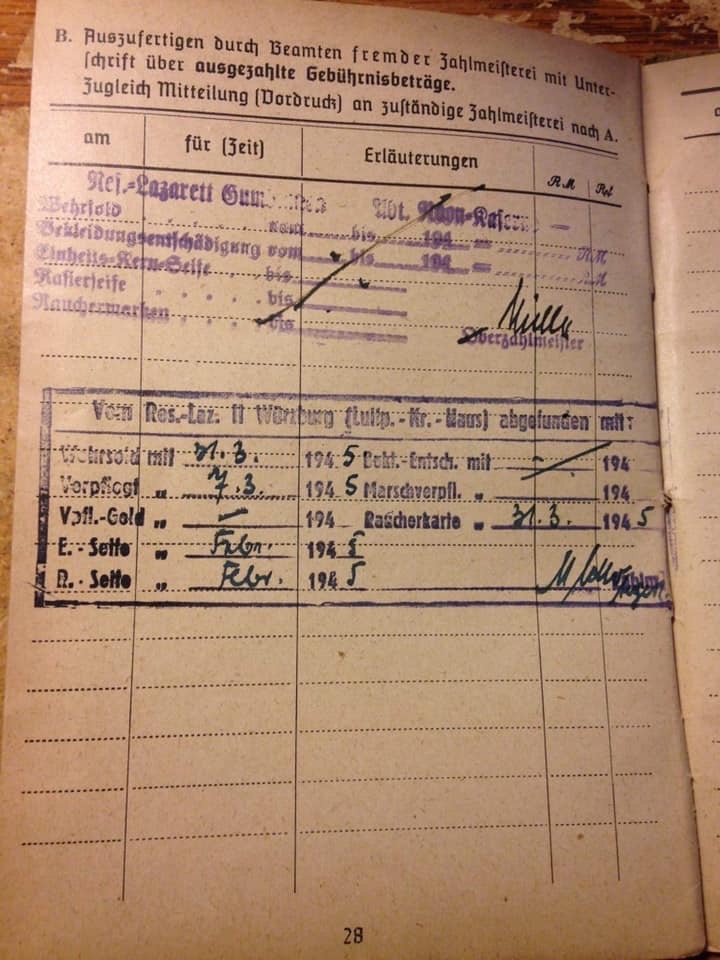 B. Auszufertigen durch Beamten fremder Zahlmeisterei mit Unter-
schrift über ausgezahlte Gebührnisbeträge.
Zugleich Mitteilung (Vordruck) an zuständige Zahlmeisterei nach A.
am für (Zeit) Erläuterungen RM Rpf
Res.-Lazarett Abt. Roon-Kaserne
Wehrsold vom bis 194
Bekleidungsentschädigung vom bis 194 RM
Einheits-Kern-Seife bis RM
Rasierseife bis
Rauchermarken bis
Oberzahlmeister
Vom Res.-Laz. II Würzburg (Luitp.-Kr.-Haus) abgefunden mit:
Wehrsold mit 31.3. 1945 Bekl.-Entsch. mit — 194
Verpflegt „ 7.3. 1945 Marschverpfl. „ 194
Vpfl.-Geld „ — 194 Raucherkarte „ 31.3. 1945
E.-Seife „ Febr. 1945
R.-Seife „ Febr. 1945
28